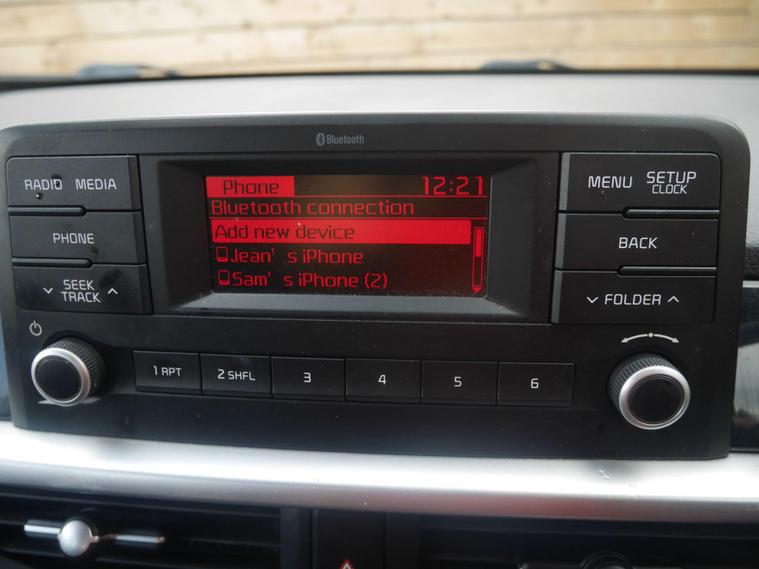 Bluetooth
RADIO MEDIA
PHONE
SEEK
TRACK
Phone 12:21
Bluetooth connection
Add new device
Jean's iPhone
Sam's iPhone (2)
MENU SETUP
CLOCK
BACK
FOLDER
1 RPT
2 SHFL
3
4
5
6